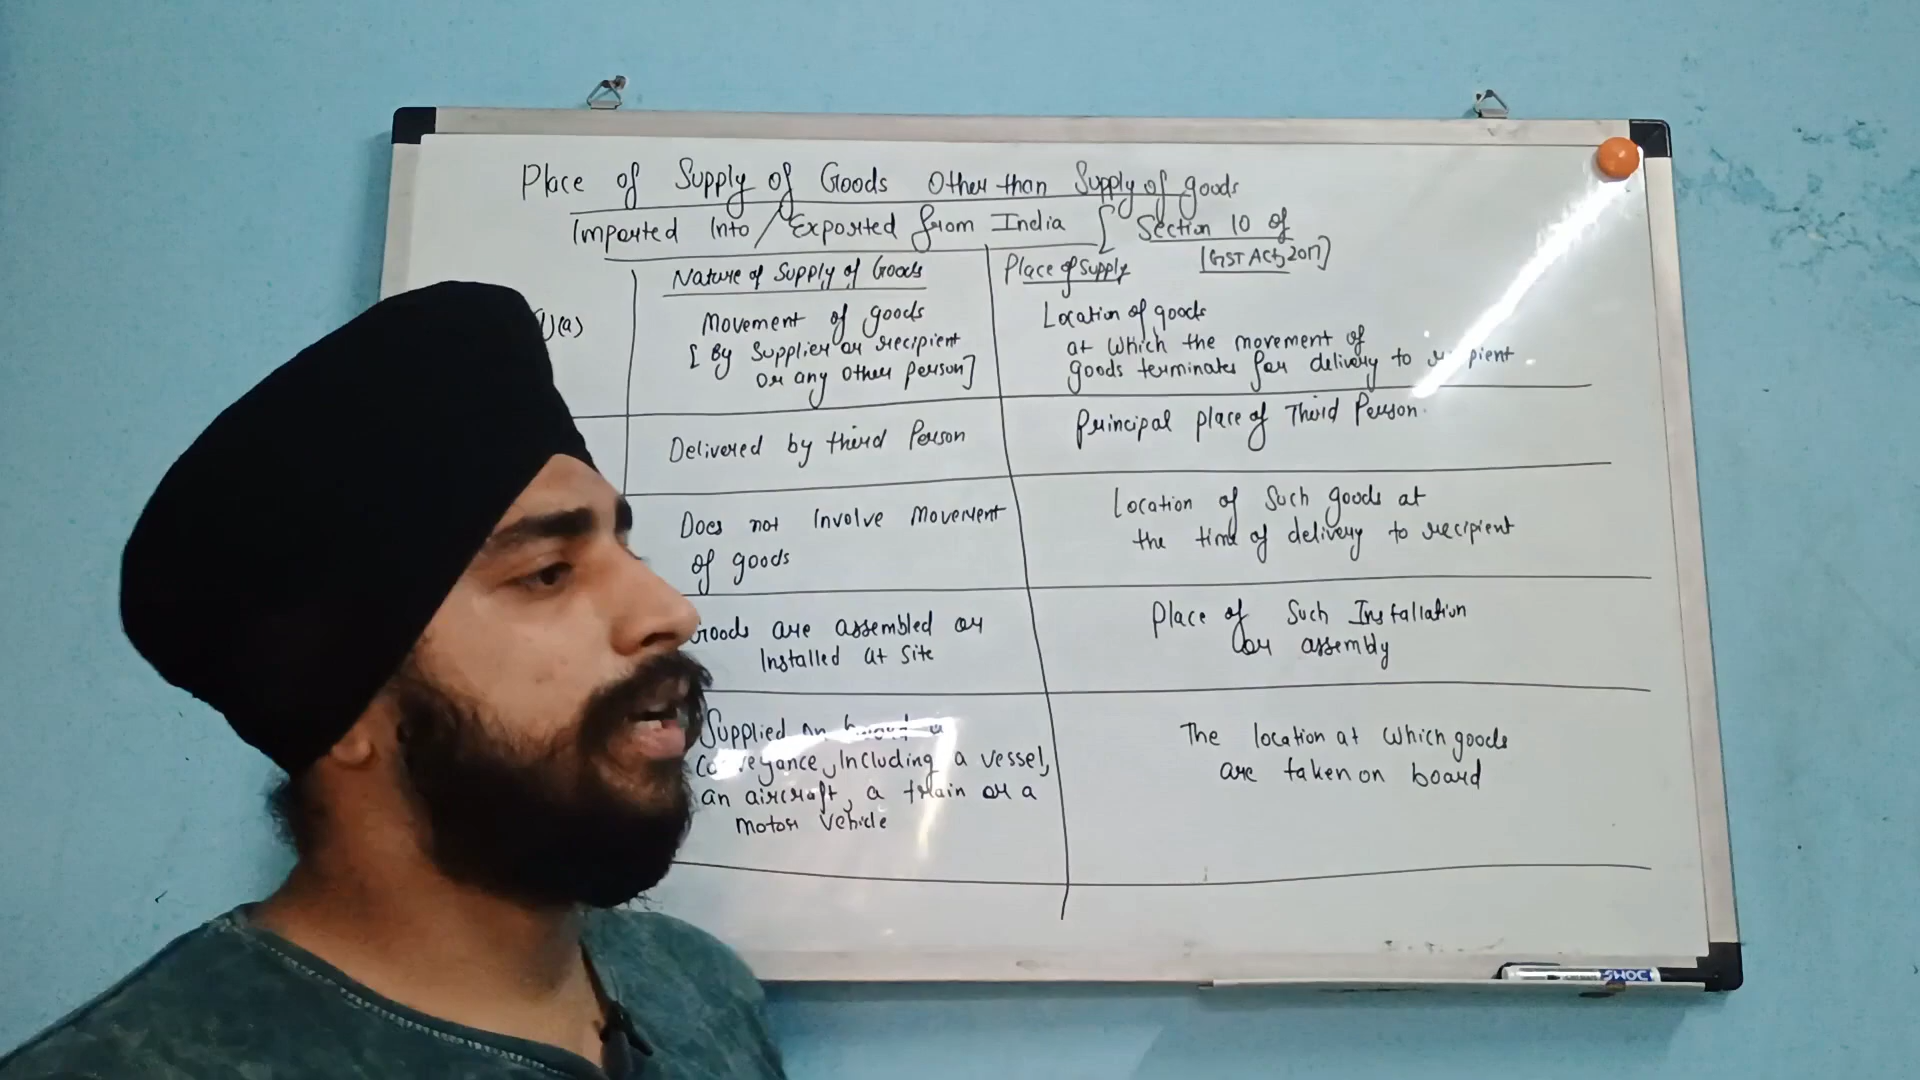 Place of Supply of Goods Other than Supply of goods
Imported Into / Exported from India [ Section 10 of
IGST Act, 2017]
Nature of Supply of Goods
Place of Supply
(a)
Movement of goods
[ By Supplier or recipient
or any other person]
Location of goods
at which the movement of
goods terminates for delivery to
Delivered by third Person
Principal place of Third Person.
Does not Involve Movement
of goods
Location of Such goods at
the time of delivery to recipient
Goods are assembled or
Installed at site
Place of Such Installation
or assembly
Supplied on board a
Conveyance, Including a vessel,
an aircraft, a train or a
Motor Vehicle
The location at which goods
are taken on board